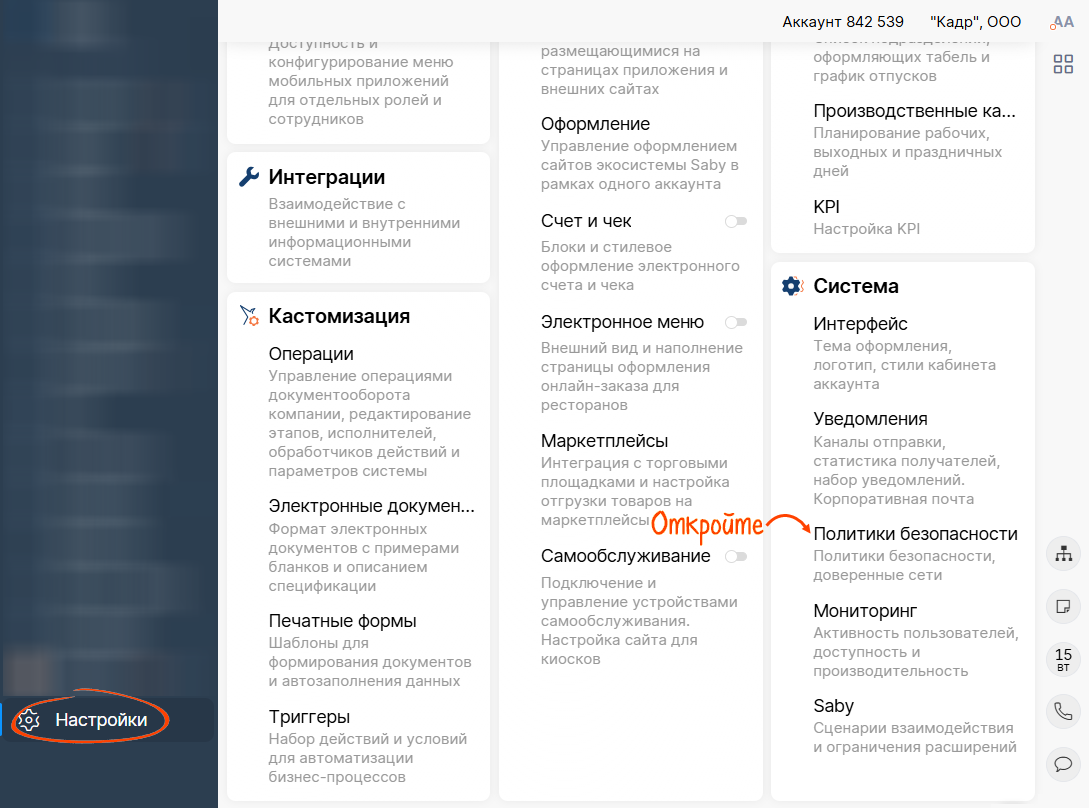 Аккаунт 842 539
"Кадр", ООО
АА
Настройки
Доступность и
конфигурирование меню
мобильных приложений
для отдельных ролей и
сотрудников
Интеграции
Взаимодействие с
внешними и внутренними
информационными
системами
Кастомизация
Операции
Управление операциями
документооборота
компании, редактирование
этапов, исполнителей,
обработчиков действий и
параметров системы
Электронные докумен...
Формат электронных
документов с примерами
бланков и описанием
спецификации
Печатные формы
Шаблоны для
формирования документов
и автозаполнения данных
Триггеры
Набор действий и условий
для автоматизации
бизнес-процессов
размещающимися на
страницах приложения и
внешних сайтах
Оформление
Управление оформлением
сайтов экосистемы Saby в
рамках одного аккаунта
Счет и чек
Блоки и стилевое
оформление электронного
счета и чека
Электронное меню
Внешний вид и наполнение
страницы оформления
онлайн-заказа для
ресторанов
Маркетплейсы
Интеграция с торговыми
площадками и настройка
отгрузки товаров на
маркетплейсы
Откройте
Самообслуживание
Подключение и
управление устройствами
самообслуживания.
Настройка сайта для
киосков
Список подразделений,
оформляющих табель и
график отпусков
Производственные ка...
Планирование рабочих,
выходных и праздничных
дней
KPI
Настройка KPI
Система
Интерфейс
Тема оформления,
логотип, стили кабинета
аккаунта
Уведомления
Каналы отправки,
статистика получателей,
набор уведомлений.
Корпоративная почта
Политики безопасности
Политики безопасности,
доверенные сети
Мониторинг
Активность пользователей,
доступность и
производительность
Saby
Сценарии взаимодействия
и ограничения расширений
15
ВТ